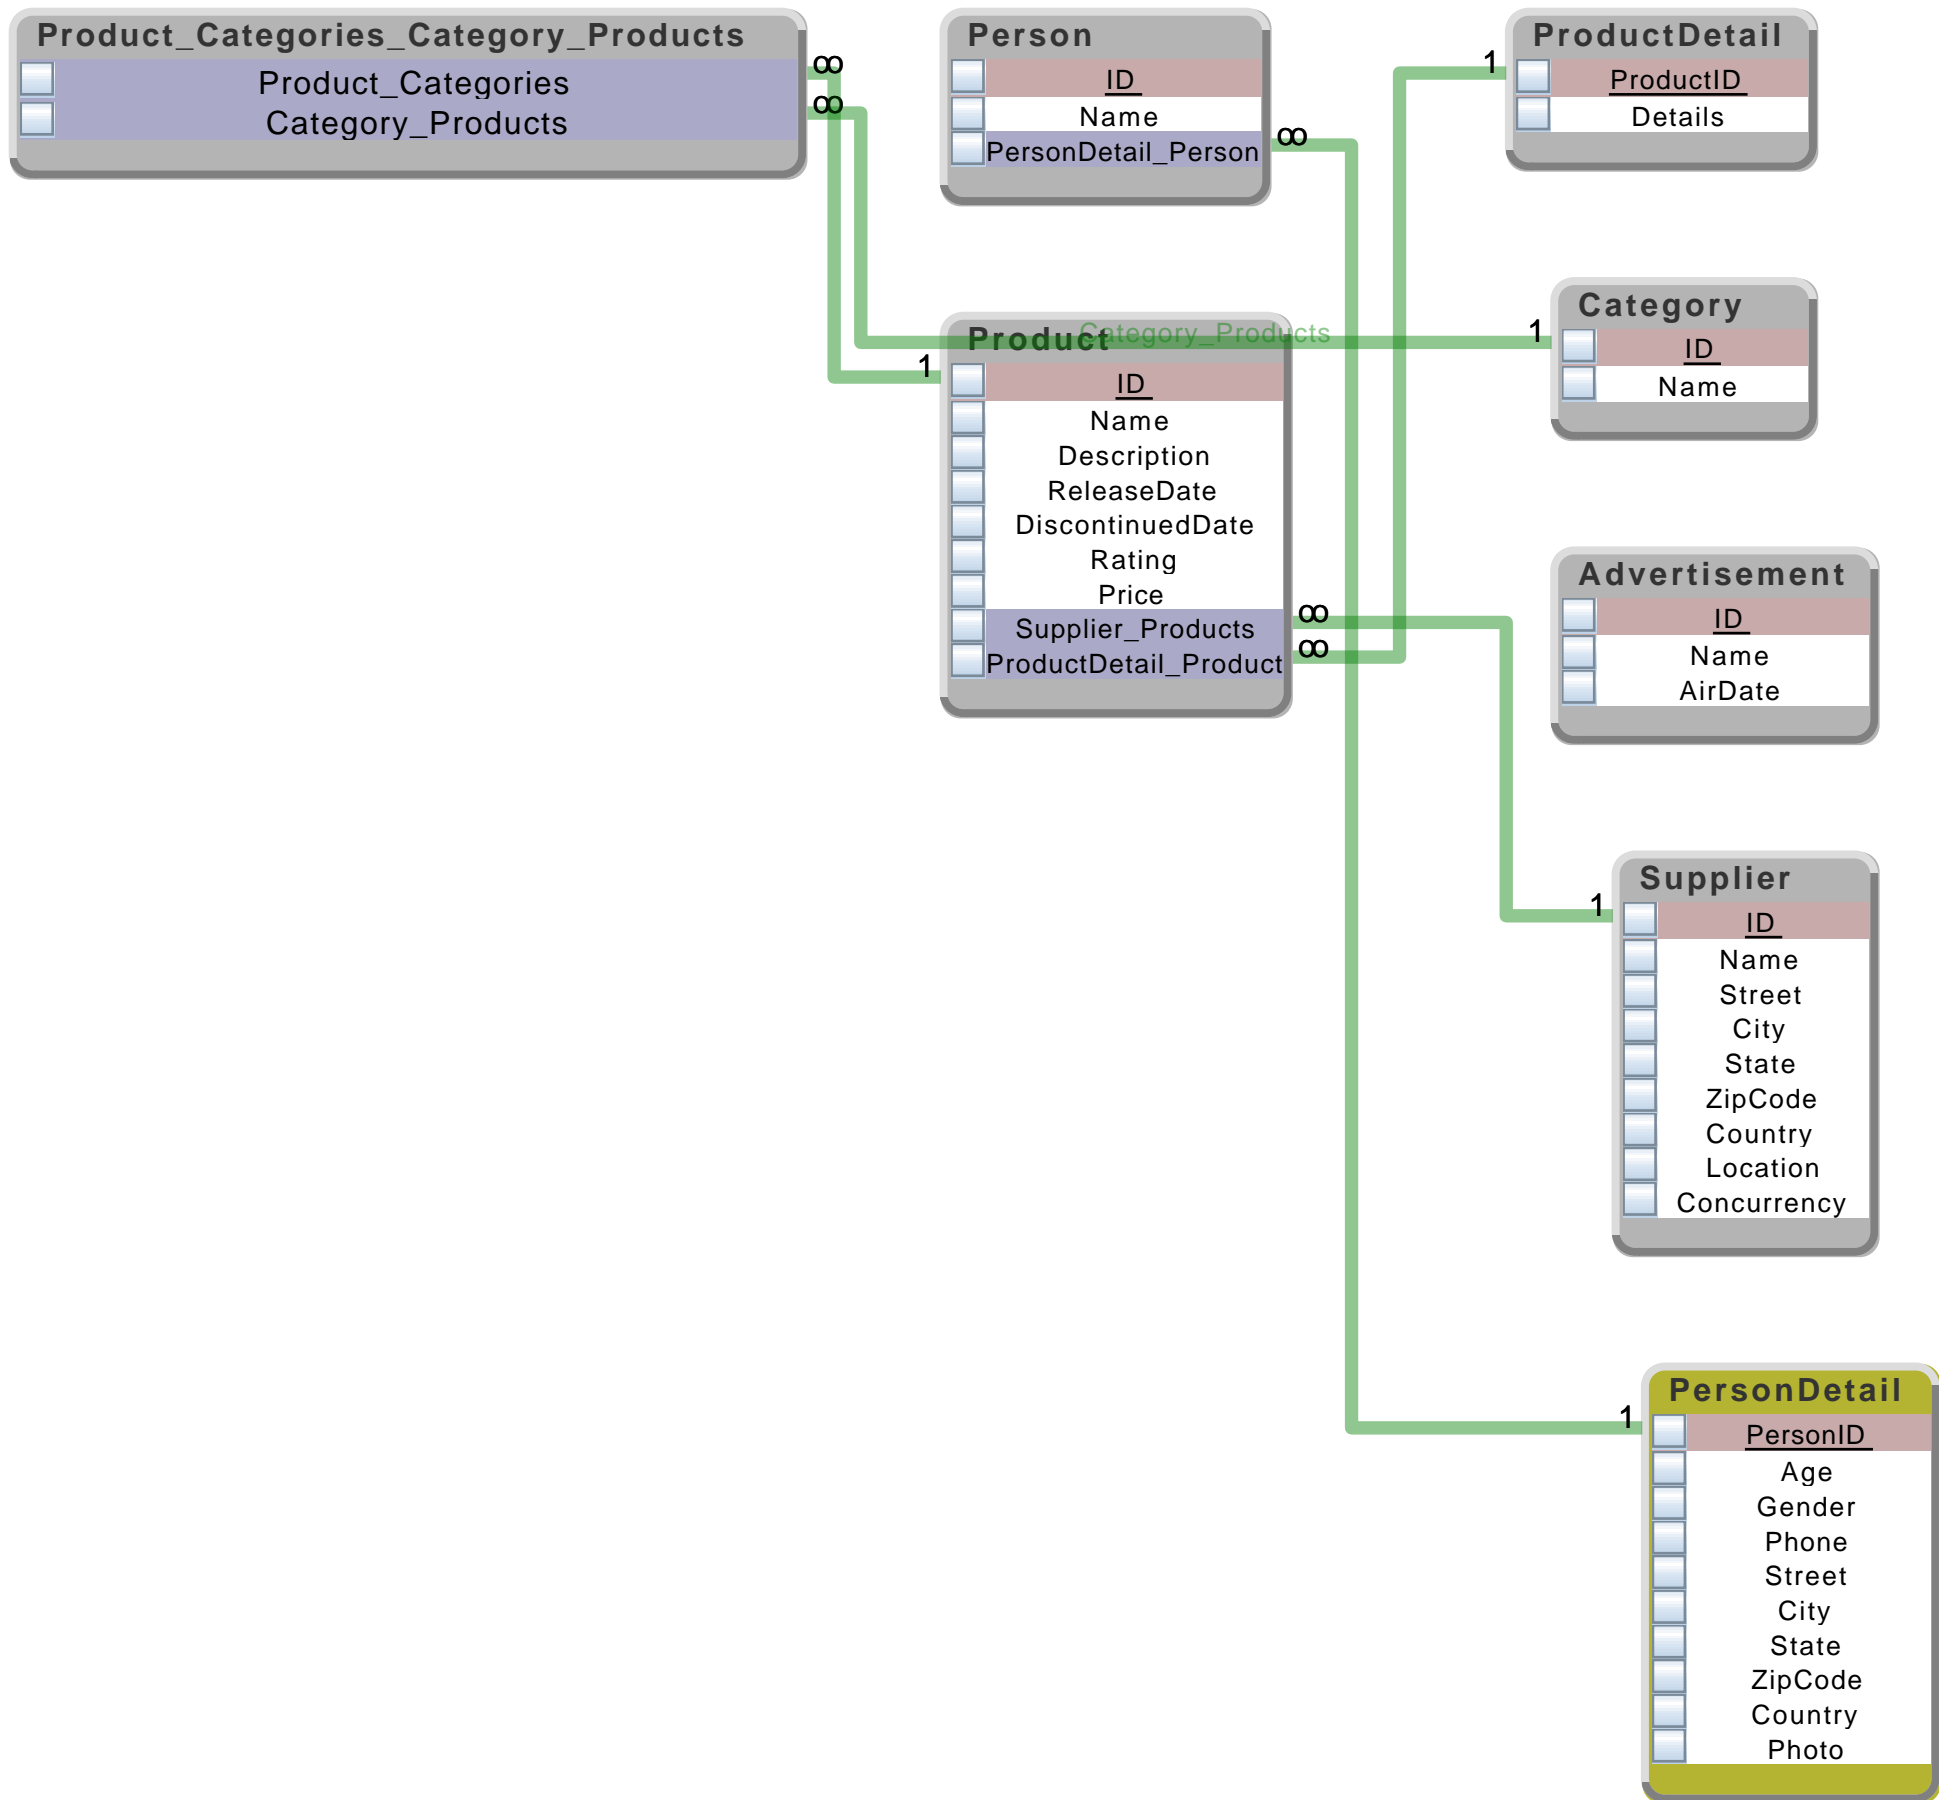 Product_Categories_Category_Products
Product_Categories
Category_Products
∞
∞
Person
ID
Name
PersonDetail_Person
∞
ProductDetail
1
ProductID
Details
Category
1
ID
Name
Category_Products
Product
1
ID
Name
Description
ReleaseDate
DiscontinuedDate
Rating
Price
Supplier_Products
ProductDetail_Product
∞
∞
Advertisement
ID
Name
AirDate
Supplier
1
ID
Name
Street
City
State
ZipCode
Country
Location
Concurrency
PersonDetail
1
PersonID
Age
Gender
Phone
Street
City
State
ZipCode
Country
Photo